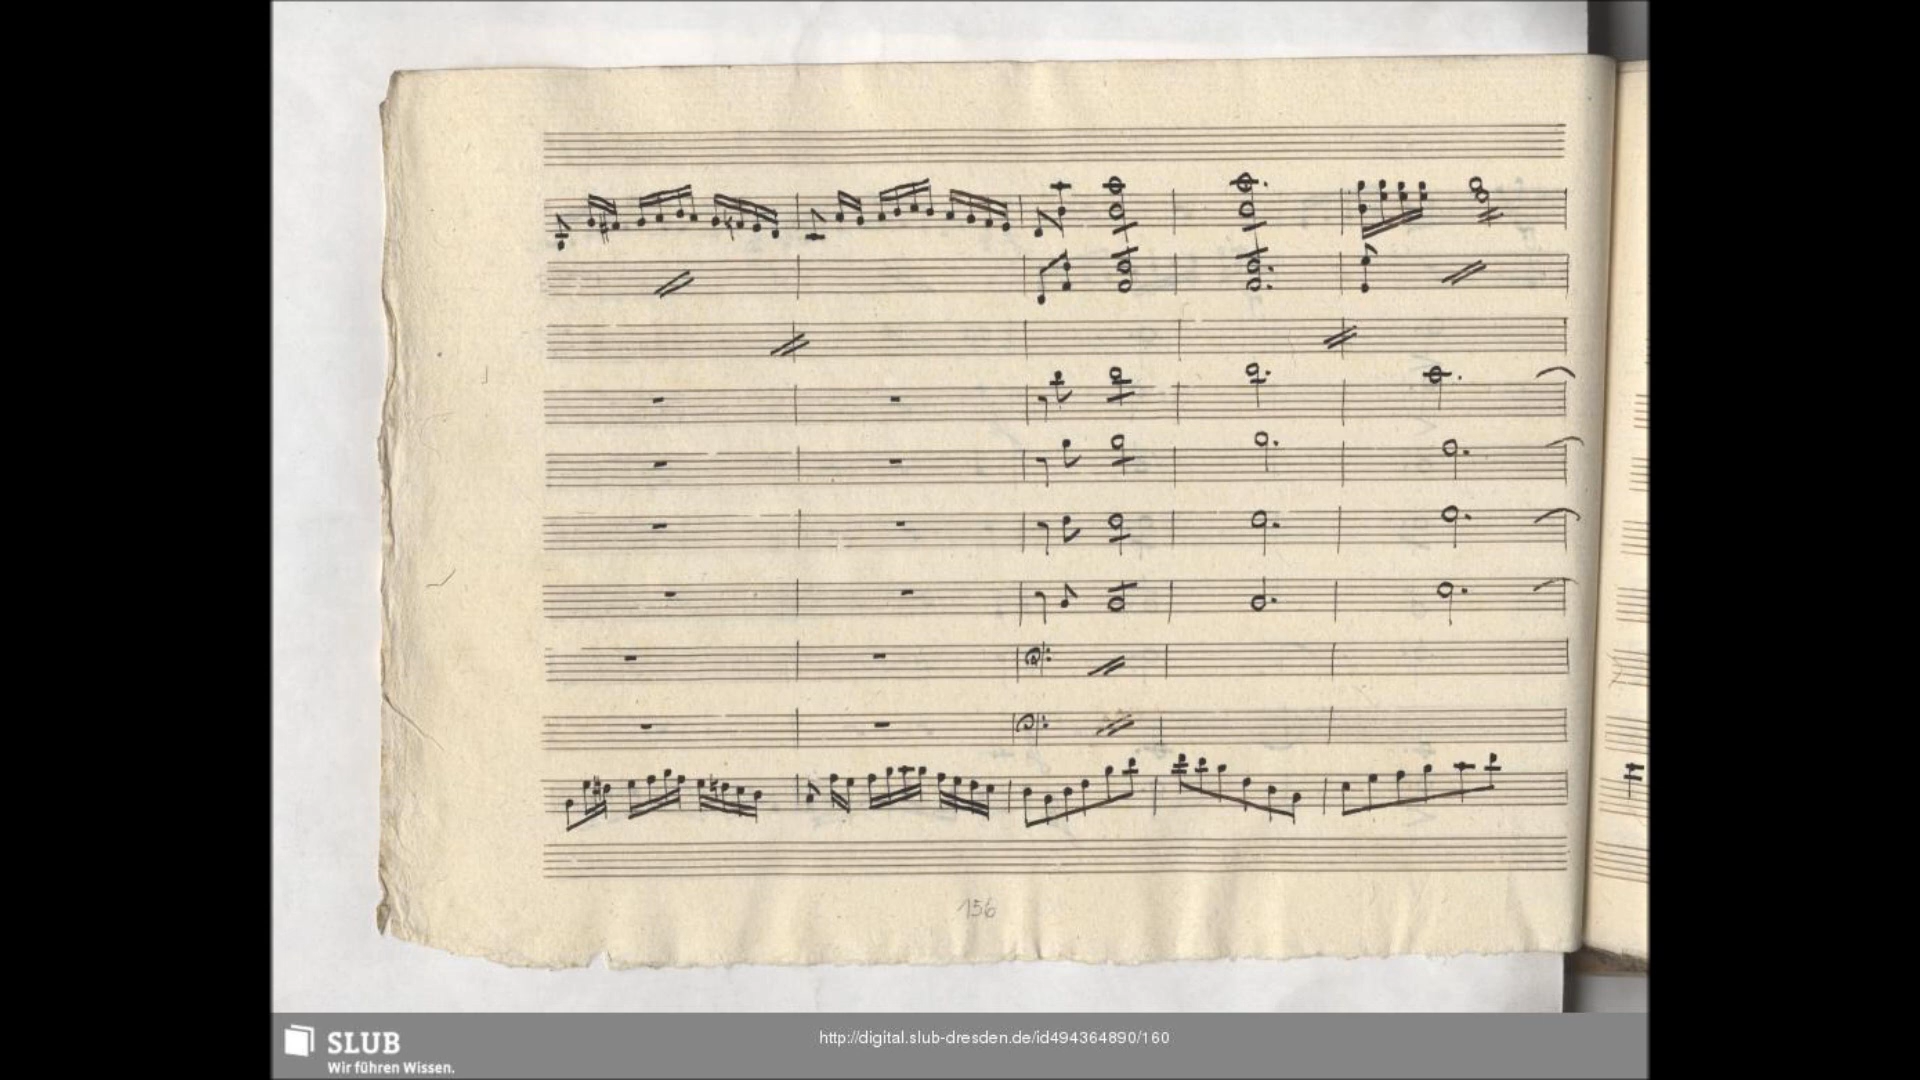 156
SLUB
Wir führen Wissen.
http://digital.slub-dresden.de/id494364890/160